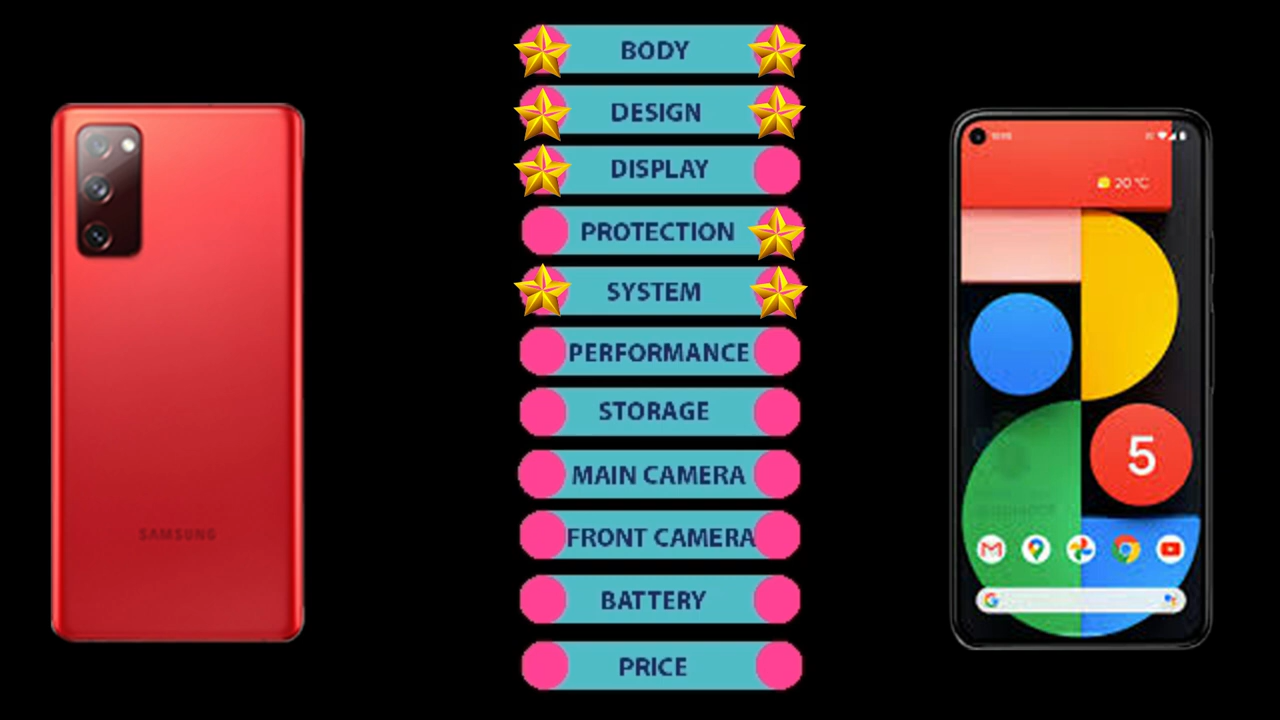 SAMSUNG
BODY
DESIGN
DISPLAY
PROTECTION
SYSTEM
PERFORMANCE
STORAGE
MAIN CAMERA
FRONT CAMERA
BATTERY
PRICE
20 °C
5